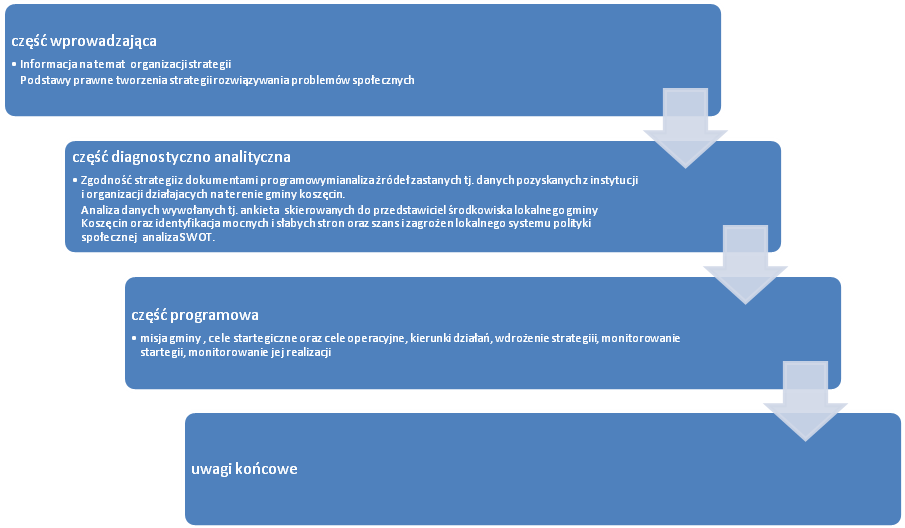 część wprowadzająca
• Informacja na temat organizacji strategii
Podstawy prawne tworzenia strategii rozwiązywania problemów społecznych
część diagnostyczno analityczna
• Zgodność strategii z dokumentami programowymi analiza źródeł zastanych tj. danych pozyskanych z instytucji
i organizacji działajacych na terenie gminy koszęcin.
Analiza danych wywołanych tj. ankieta skierowanych do przedstawiciel środkowiska lokalnego gminy
Koszęcin oraz identyfikacja mocnych i słabych stron oraz szans i zagrożen lokalnego systemu polityki
społecznej analiza SWOT.
część programowa
• misja gminy , cele startegiczne oraz cele operacyjne, kierunki działań, wdrożenie strategiii, monitorowanie
startegii, monitorowanie jej realizacji
uwagi końcowe